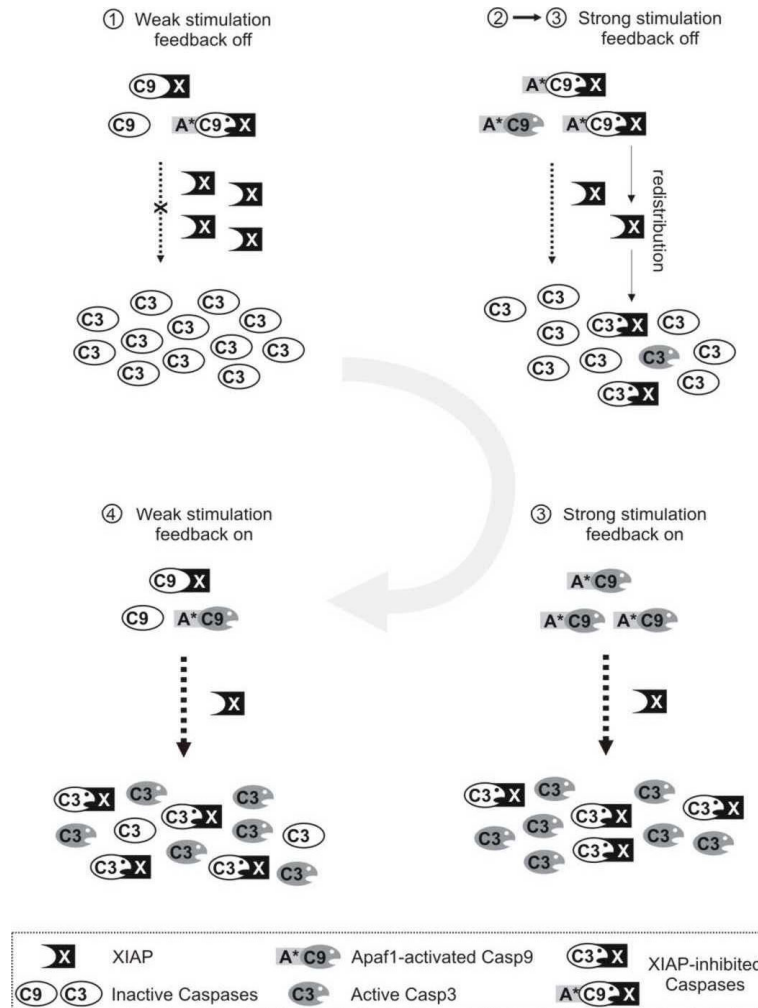 ① Weak stimulation
feedback off
C9 X
C9 A* C9 X
X X
X X
X
C3 C3
C3 C3 C3
C3 C3 C3 C3
C3 C3 C3
② → ③ Strong stimulation
feedback off
A* C9 X
A* C9 A* C9 X
X
X
redistribution
C3
C3 C3 X C3
C3
C3 C3 C3 C3
C3 X C3
④ Weak stimulation
feedback on
C9 X
C9 A* C9
X
C3 X C3 C3
C3 C3 C3 X C3 C3
C3 X C3 C3 X C3
③ Strong stimulation
feedback on
A* C9
A* C9 A* C9
X
C3 X C3 C3 C3 X
C3 C3 C3 X C3 C3
C3 C3 X
X XIAP
A* C9 Apaf1-activated Casp9
C3 X
C9 C3 Inactive Caspases
C3 Active Casp3
A* C9 X
XIAP-inhibited
Caspases